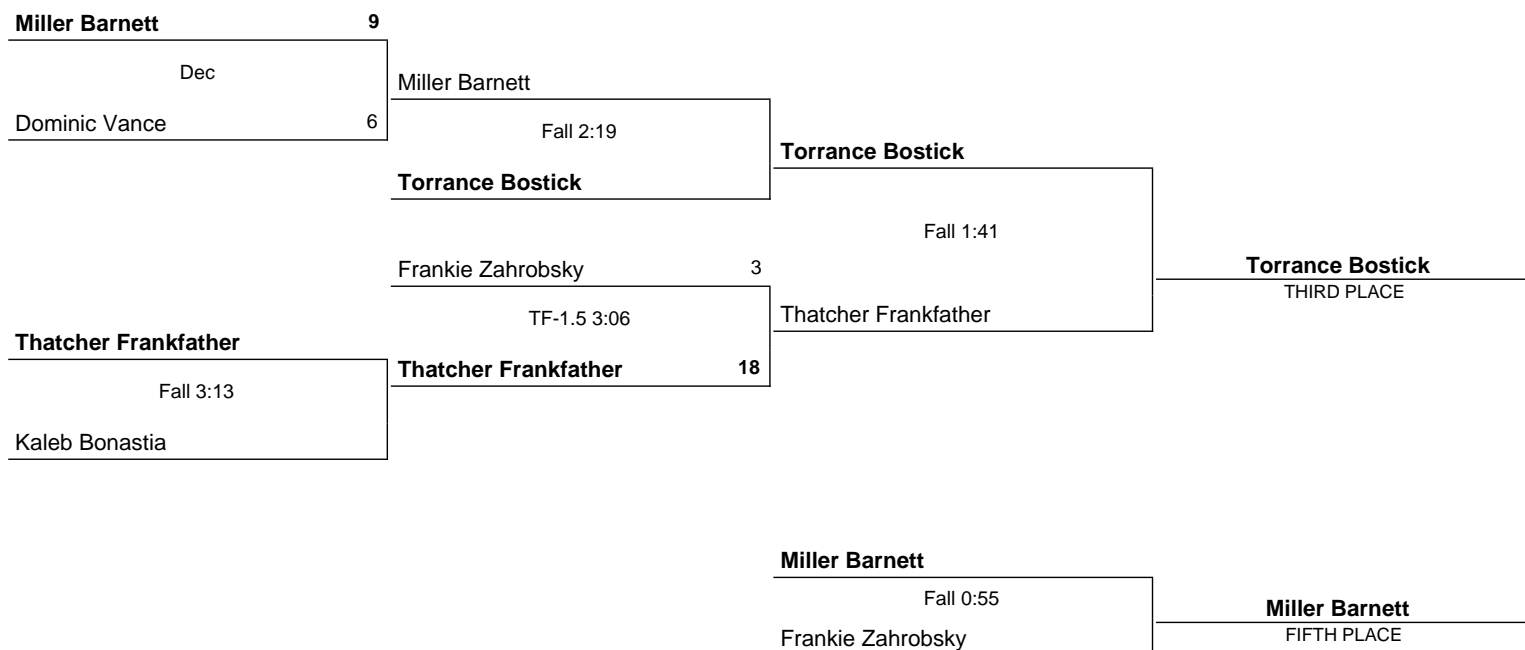 Miller Barnett 9
Dec
Dominic Vance 6
Miller Barnett
Fall 2:19
Torrance Bostick
Torrance Bostick
Fall 1:41
Frankie Zahrobsky 3
TF-1.5 3:06
Thatcher Frankfather 18
Thatcher Frankfather
Torrance Bostick
THIRD PLACE
Thatcher Frankfather
Fall 3:13
Kaleb Bonastia
Miller Barnett
Fall 0:55
Frankie Zahrobsky
Miller Barnett
FIFTH PLACE